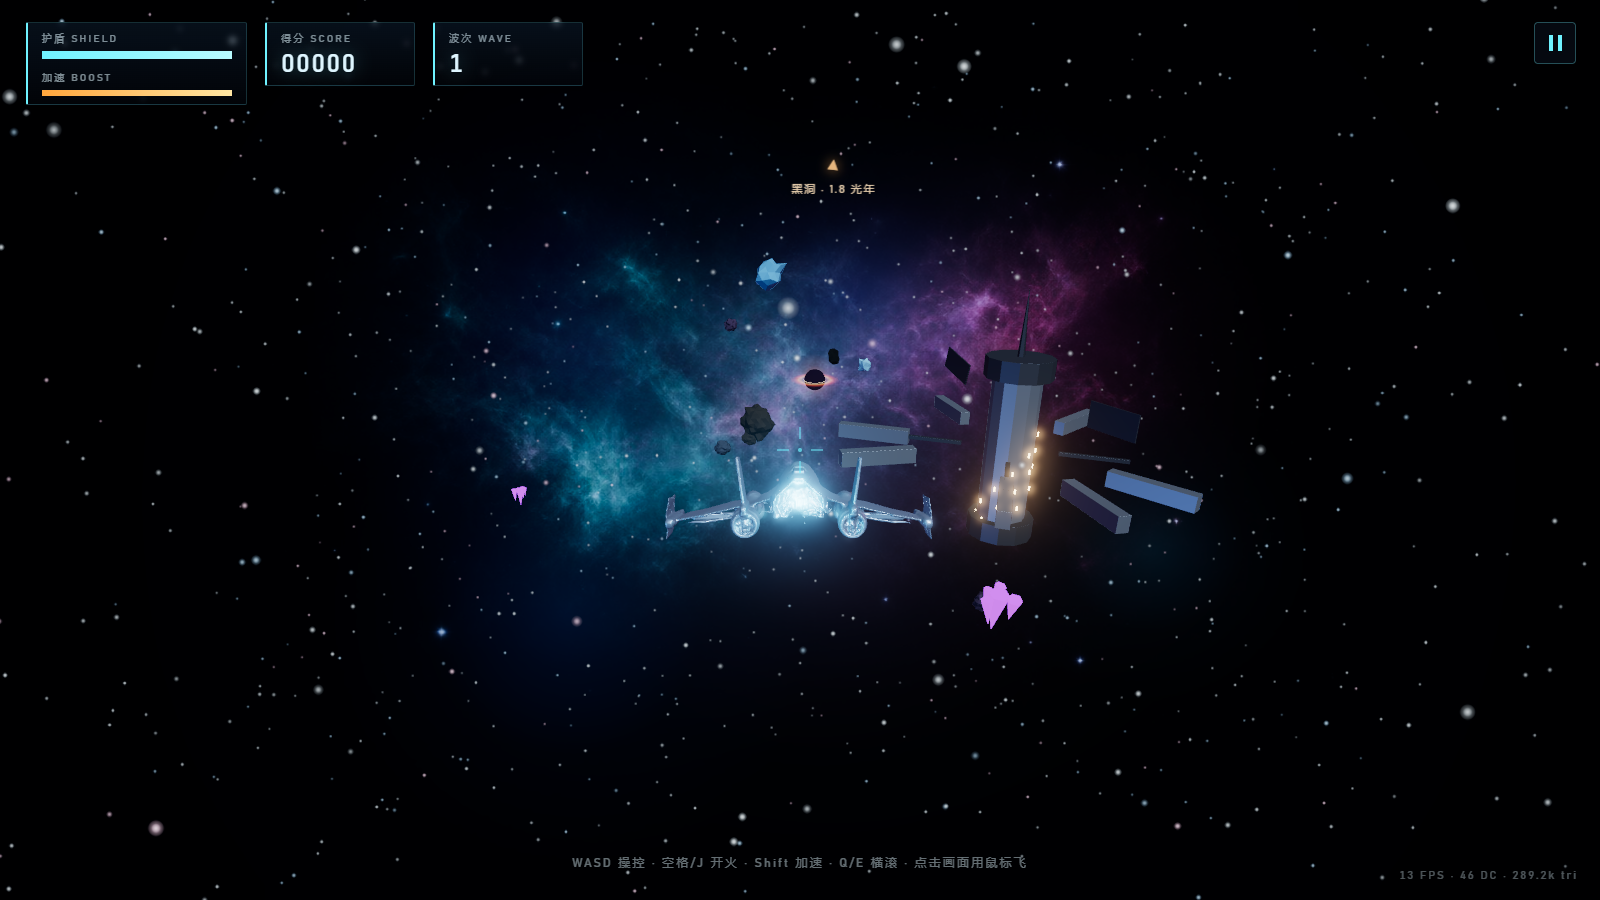 护盾 SHIELD
加速 BOOST
得分 SCORE
00000
波次 WAVE
1
黑洞 · 1.8 光年
WASD 操控 · 空格/J 开火 · Shift 加速 · Q/E 横滚 · 点击画面用鼠标飞
13 FPS · 46 DC · 289.2k tri